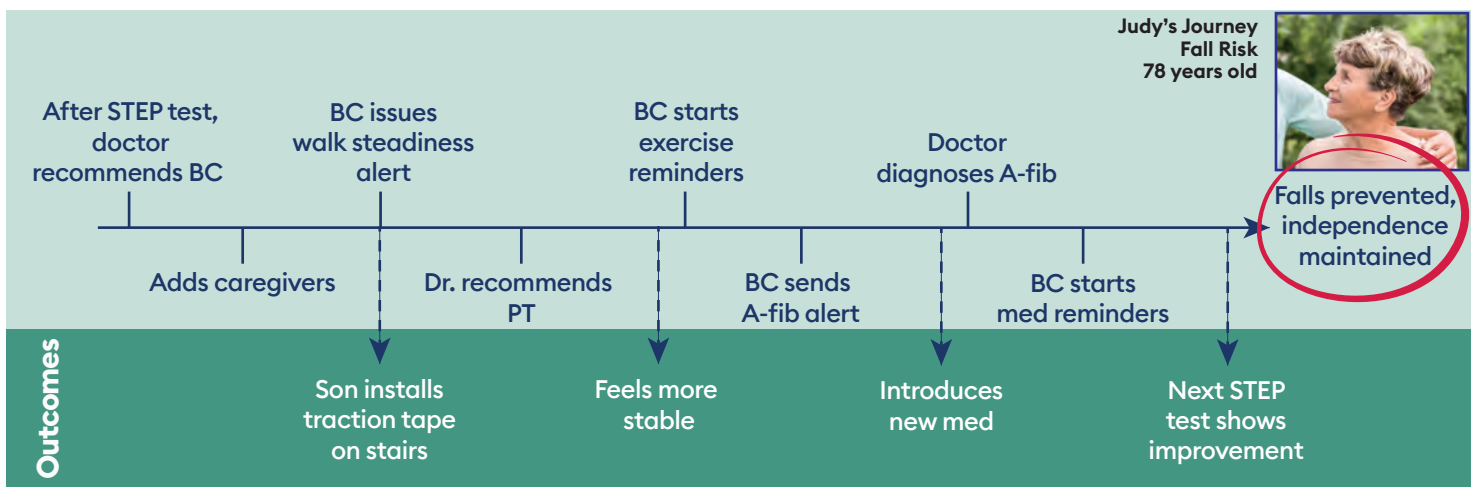 Judy's Journey
Fall Risk
78 years old
After STEP test,
doctor
recommends BC
BC issues
walk steadiness
alert
BC starts
exercise
reminders
Doctor
diagnoses A-fib
Falls prevented,
independence
maintained
Adds caregivers
Dr. recommends
PT
BC sends
A-fib alert
BC starts
med reminders
Outcomes
Son installs
traction tape
on stairs
Feels more
stable
Introduces
new med
Next STEP
test shows
improvement